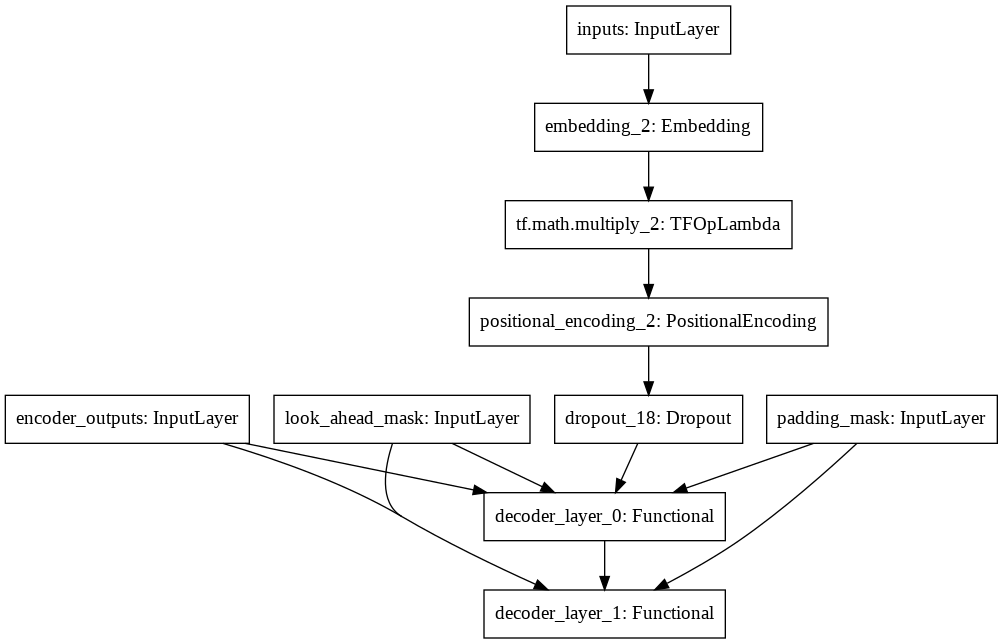 inputs: InputLayer
embedding_2: Embedding
tf.math.multiply_2: TFOpLambda
positional_encoding_2: PositionalEncoding
encoder_outputs: InputLayer
look_ahead_mask: InputLayer
dropout_18: Dropout
padding_mask: InputLayer
decoder_layer_0: Functional
decoder_layer_1: Functional